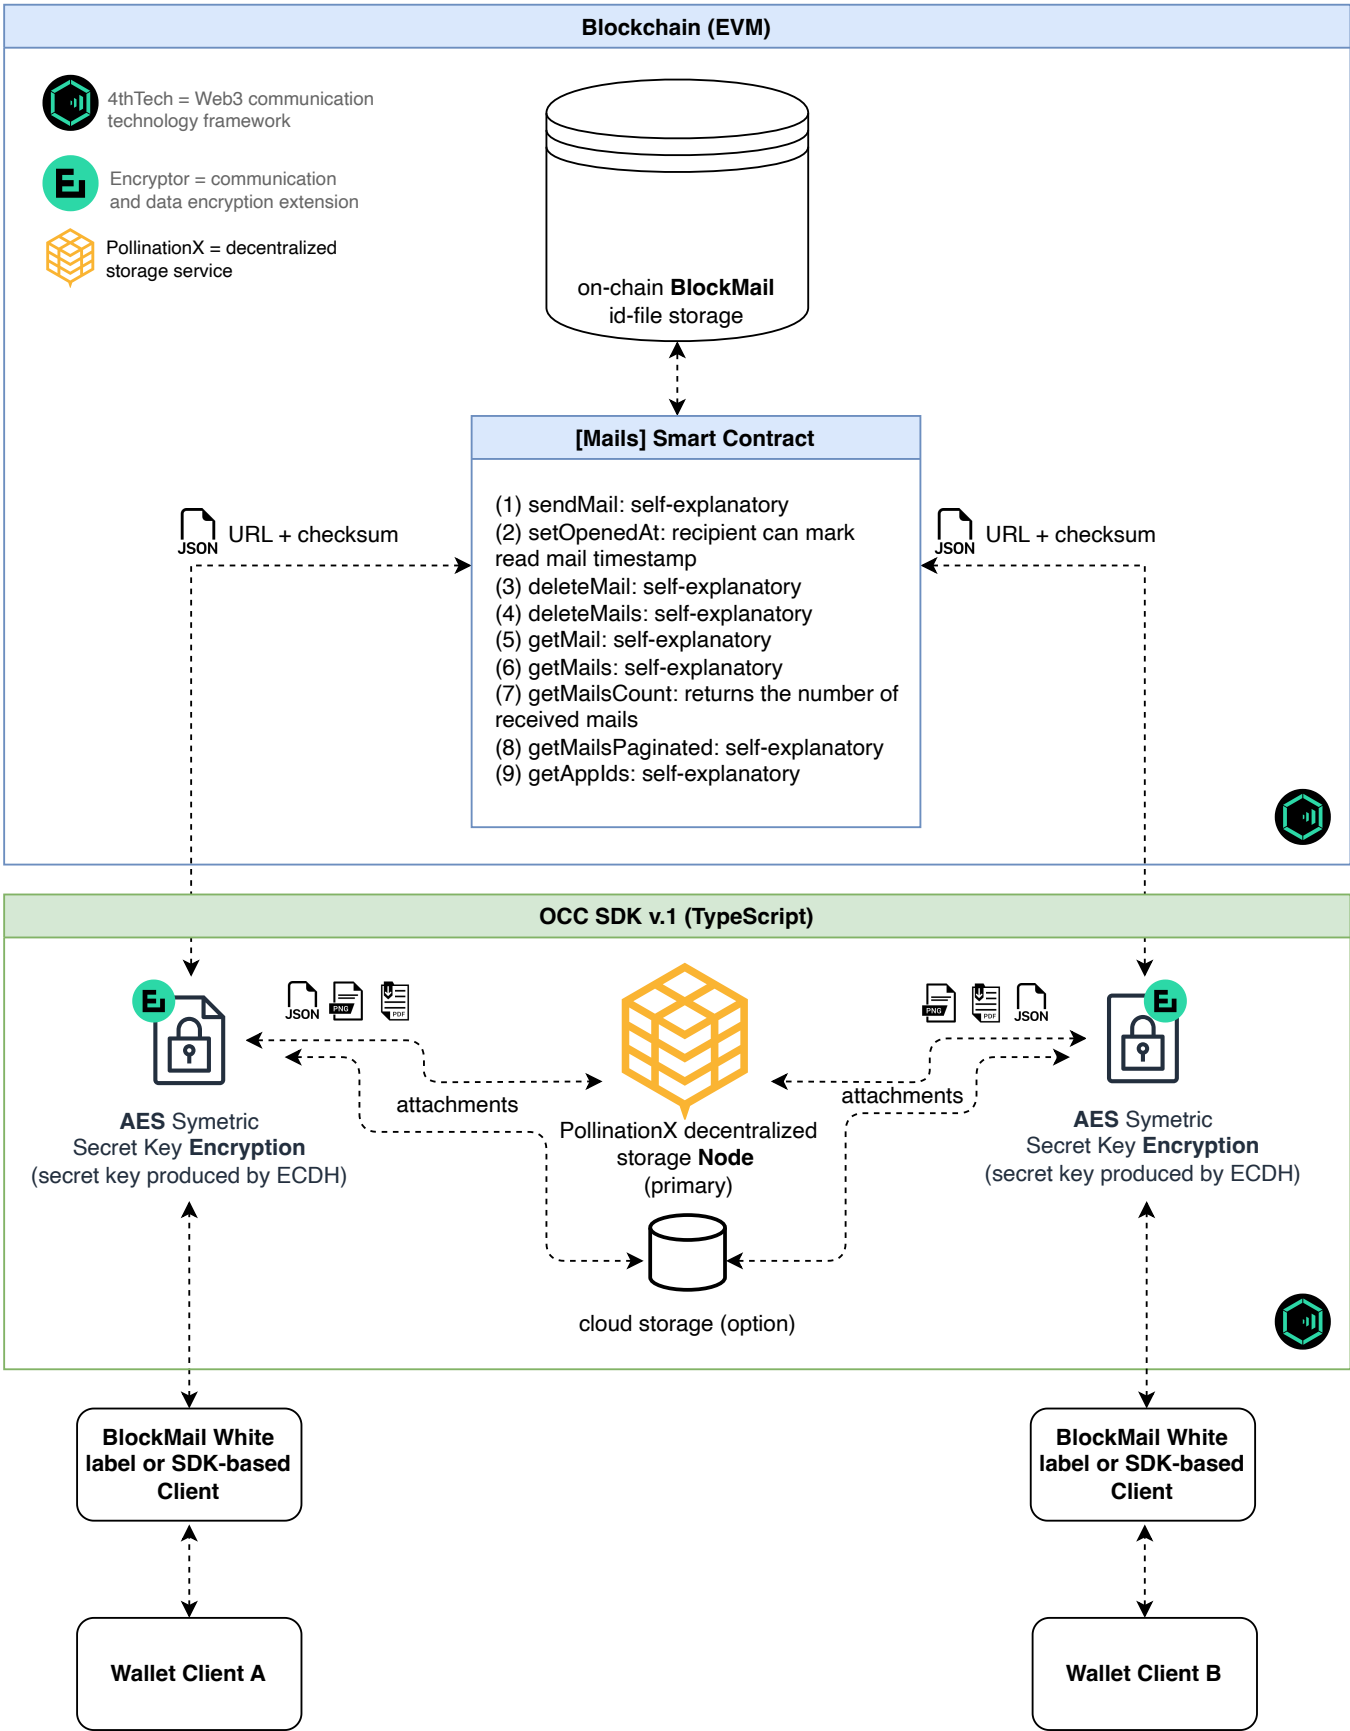 Blockchain (EVM)
4thTech = Web3 communication
technology framework
Encryptor = communication
and data encryption extension
PollinationX = decentralized
storage service
on-chain BlockMail
id-file storage
[Mails] Smart Contract
(1) sendMail: self-explanatory
(2) setOpenedAt: recipient can mark
read mail timestamp
(3) deleteMail: self-explanatory
(4) deleteMails: self-explanatory
(5) getMail: self-explanatory
(6) getMails: self-explanatory
(7) getMailsCount: returns the number of
received mails
(8) getMailsPaginated: self-explanatory
(9) getAppIds: self-explanatory
JSON
URL + checksum
JSON
URL + checksum
OCC SDK v.1 (TypeScript)
JSON
PNG
PDF
PNG
PDF
JSON
attachments
attachments
AES Symetric
Secret Key Encryption
(secret key produced by ECDH)
PollinationX decentralized
storage Node
(primary)
AES Symetric
Secret Key Encryption
(secret key produced by ECDH)
cloud storage (option)
BlockMail White
label or SDK-based
Client
BlockMail White
label or SDK-based
Client
Wallet Client A
Wallet Client B